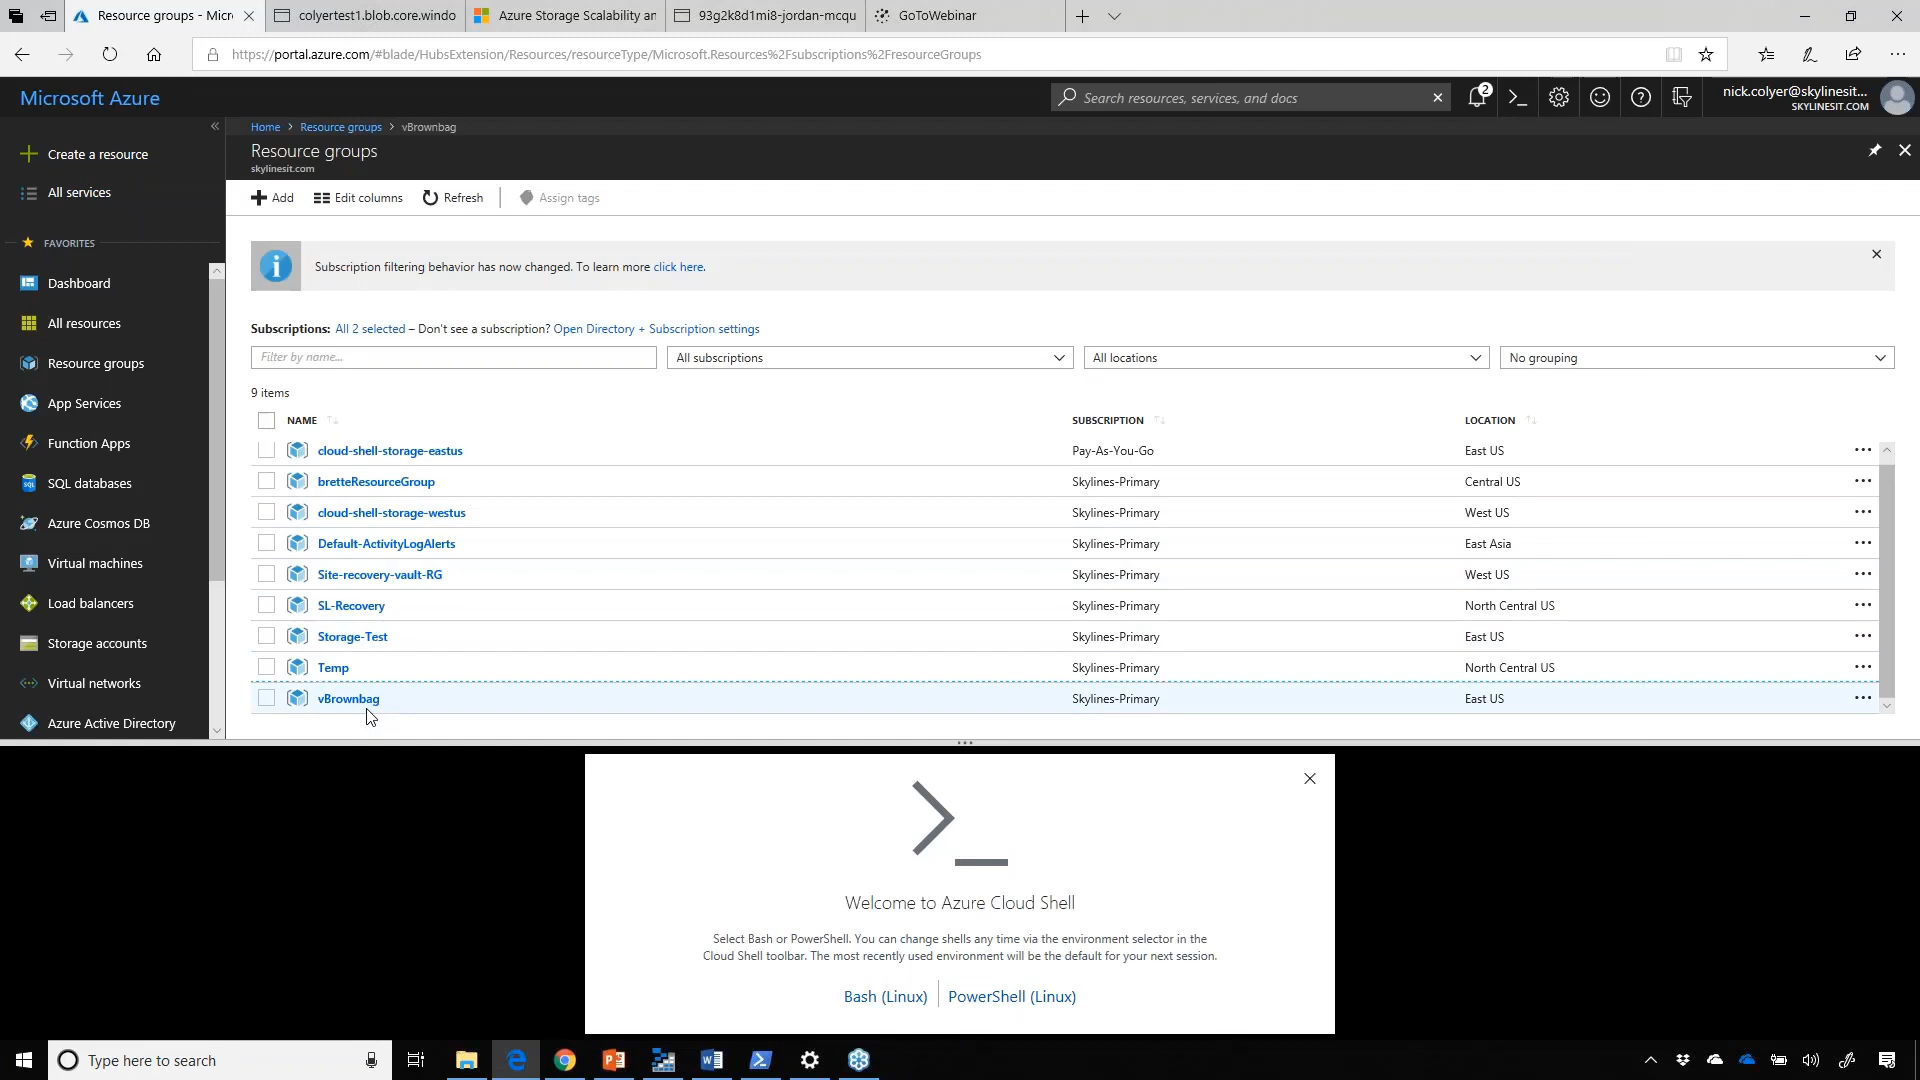 Resource groups - Micr
colyertest1.blob.core.windo
Azure Storage Scalability an
93g2k8d1mi8-jordan-mcqu
GoToWebinar
https://portal.azure.com/#blade/HubsExtension/Resources/resourceType/Microsoft.Resources%2Fsubscriptions%2FresourceGroups
Microsoft Azure
Search resources, services, and docs
2
nick.colyer@skylinesit...
SKYLINESIT.COM
Home > Resource groups > vBrownbag
Resource groups
skylinesit.com
Create a resource
All services
FAVORITES
Dashboard
All resources
Resource groups
App Services
Function Apps
SQL databases
Azure Cosmos DB
Virtual machines
Load balancers
Storage accounts
Virtual networks
Azure Active Directory
Add
Edit columns
Refresh
Assign tags
Subscription filtering behavior has now changed. To learn more click here.
Subscriptions: All 2 selected – Don't see a subscription? Open Directory + Subscription settings
Filter by name...
All subscriptions
All locations
No grouping
9 items
NAME SUBSCRIPTION LOCATION
cloud-shell-storage-eastus Pay-As-You-Go East US
bretteResourceGroup Skylines-Primary Central US
cloud-shell-storage-westus Skylines-Primary West US
Default-ActivityLogAlerts Skylines-Primary East Asia
Site-recovery-vault-RG Skylines-Primary West US
SL-Recovery Skylines-Primary North Central US
Storage-Test Skylines-Primary East US
Temp Skylines-Primary North Central US
vBrownbag Skylines-Primary East US
Welcome to Azure Cloud Shell
Select Bash or PowerShell. You can change shells any time via the environment selector in the
Cloud Shell toolbar. The most recently used environment will be the default for your next session.
Bash (Linux) PowerShell (Linux)
Type here to search